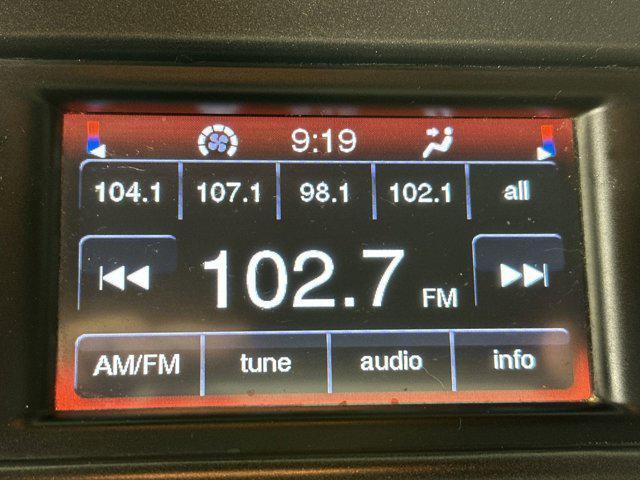 9:19
104.1 107.1 98.1 102.1 all
102.7 FM
AM/FM tune audio info